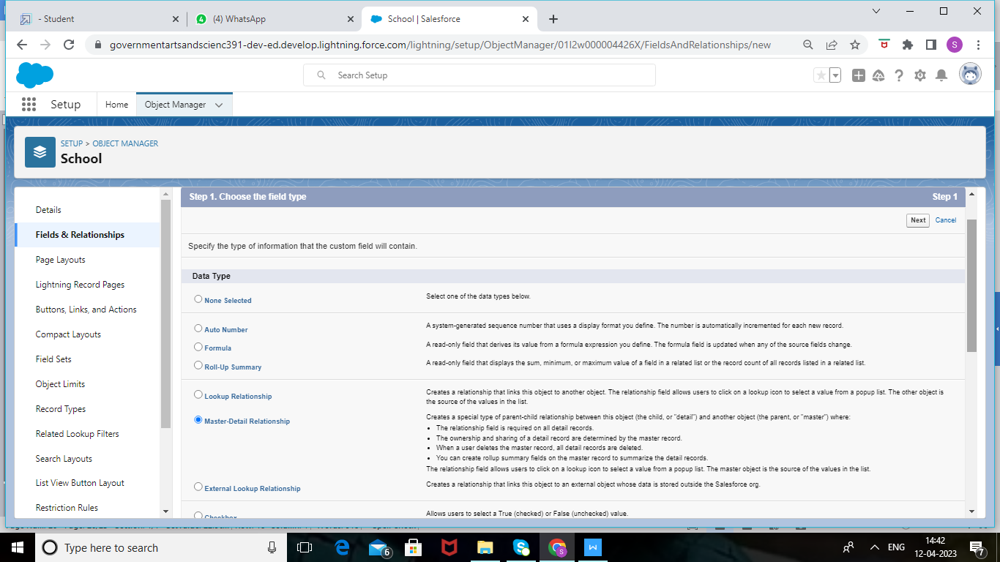 - Student
4
(4) WhatsApp
School | Salesforce
governmentartsandscienc391-dev-ed.develop.lightning.force.com/lightning/setup/ObjectManager/01I2w000004426X/FieldsAndRelationships/new
S
Search Setup
Setup
Home
Object Manager
SETUP > OBJECT MANAGER
School
Details
Fields & Relationships
Page Layouts
Lightning Record Pages
Buttons, Links, and Actions
Compact Layouts
Field Sets
Object Limits
Record Types
Related Lookup Filters
Search Layouts
List View Button Layout
Restriction Rules
Step 1. Choose the field type
Step 1
Next Cancel
Specify the type of information that the custom field will contain.
Data Type
None Selected
Select one of the data types below.
Auto Number
A system-generated sequence number that uses a display format you define. The number is automatically incremented for each new record.
Formula
A read-only field that derives its value from a formula expression you define. The formula field is updated when any of the source fields change.
Roll-Up Summary
A read-only field that displays the sum, minimum, or maximum value of a field in a related list or the record count of all records listed in a related list.
Lookup Relationship
Creates a relationship that links this object to another object. The relationship field allows users to click on a lookup icon to select a value from a popup list. The other object is
the source of the values in the list.
Master-Detail Relationship
Creates a special type of parent-child relationship between this object (the child, or "detail") and another object (the parent, or "master") where:
• The relationship field is required on all detail records.
• The ownership and sharing of a detail record are determined by the master record.
• When a user deletes the master record, all detail records are deleted.
• You can create rollup summary fields on the master record to summarize the detail records.
The relationship field allows users to click on a lookup icon to select a value from a popup list. The master object is the source of the values in the list.
External Lookup Relationship
Creates a relationship that links this object to an external object whose data is stored outside the Salesforce org.
Checkbox
Allows users to select a True (checked) or False (unchecked) value.
Type here to search
6
S
W
ENG
14:42
12-04-2023
7